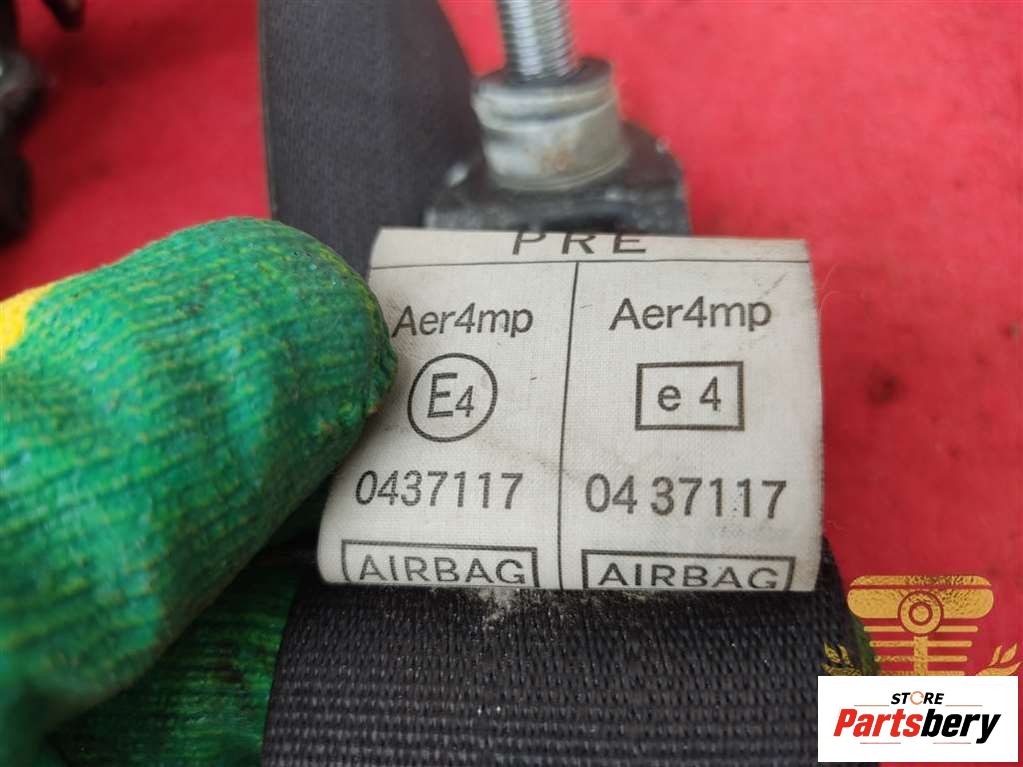 PRE
Aer4mp
Aer4mp
E4
e 4
0437117
04 37117
AIRBAG
AIRBAG
STORE
Partsbery